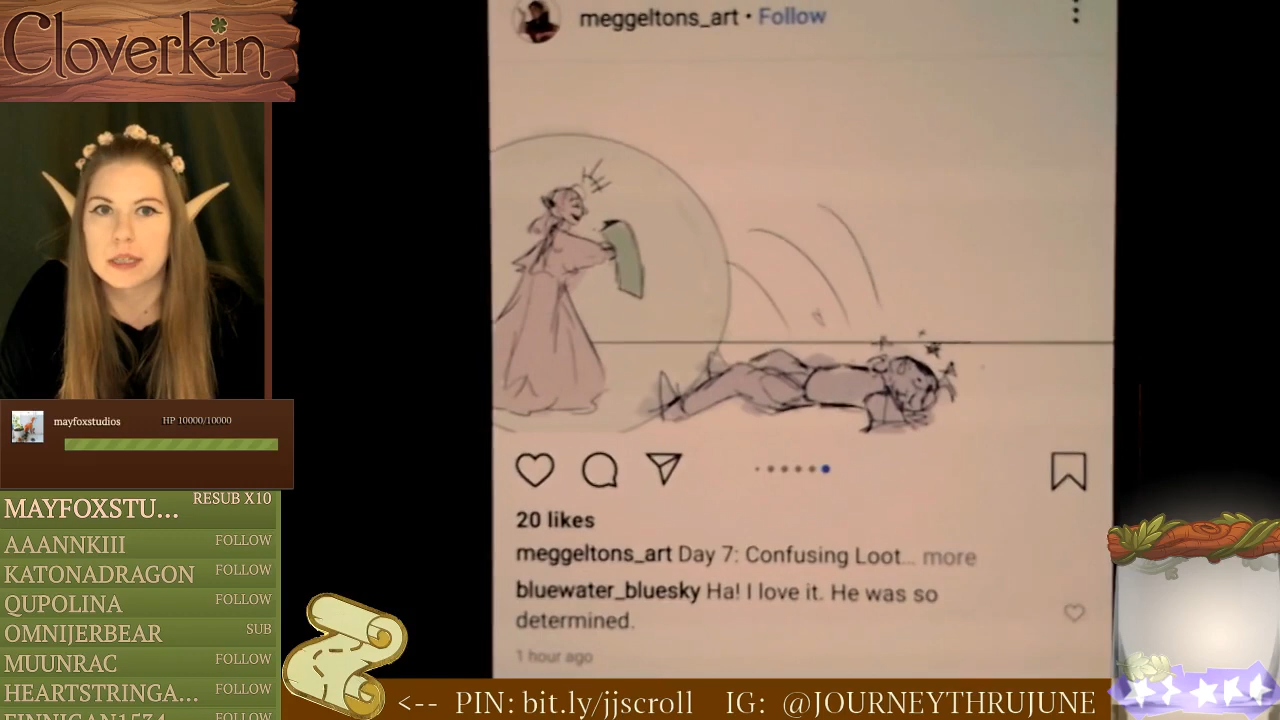 Cloverkin
meggeltons_art • Follow
mayfoxstudios HP 10000/10000
MAYFOXSTU... RESUB X10
AAANNKIII FOLLOW
KATONADRAGON FOLLOW
QUPOLINA FOLLOW
OMNIJERBEAR SUB
MUUNRAC FOLLOW
HEARTSTRINGA... FOLLOW
FINNIGAN1574 FOLLOW
20 likes
meggeltons_art Day 7: Confusing Loot... more
bluewater_bluesky Ha! I love it. He was so
determined.
1 hour ago
<-- PIN: bit.ly/jjscroll IG: @JOURNEYTHRUJUNE